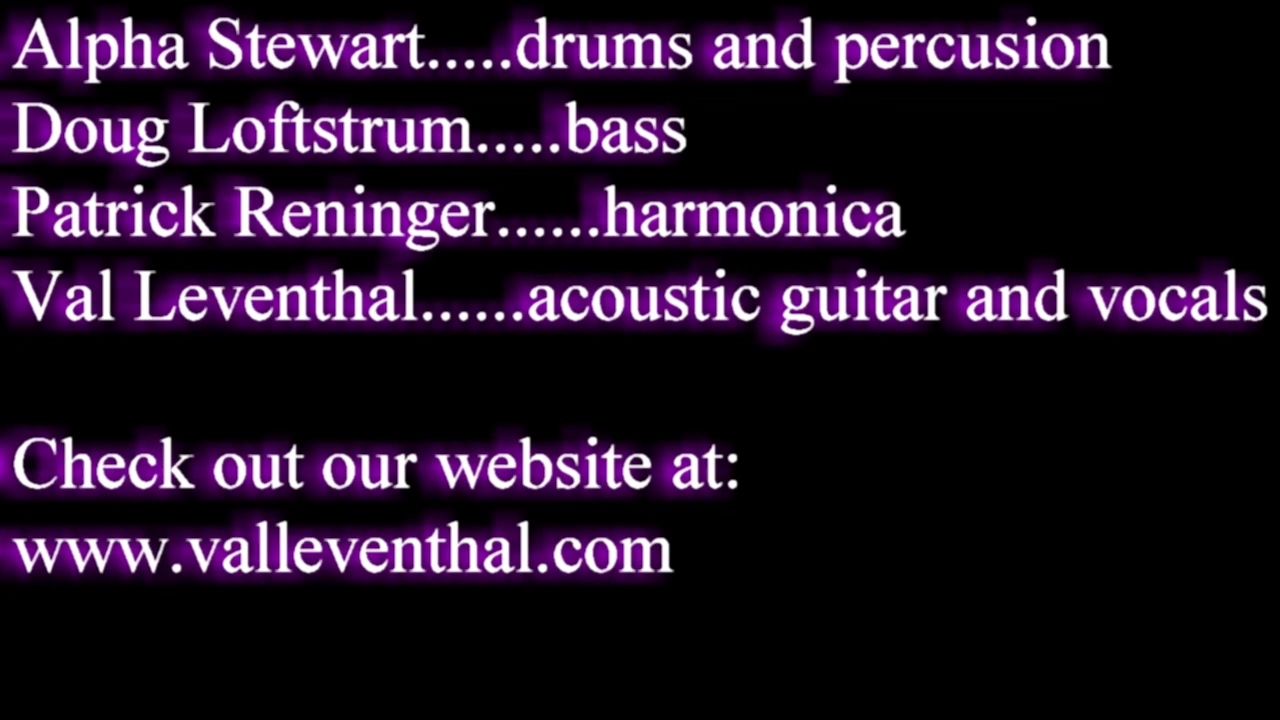 Alpha Stewart.....drums and percusion
Doug Loftstrum.....bass
Patrick Reninger......harmonica
Val Leventhal......acoustic guitar and vocals
Check out our website at:
www.valleventhal.com